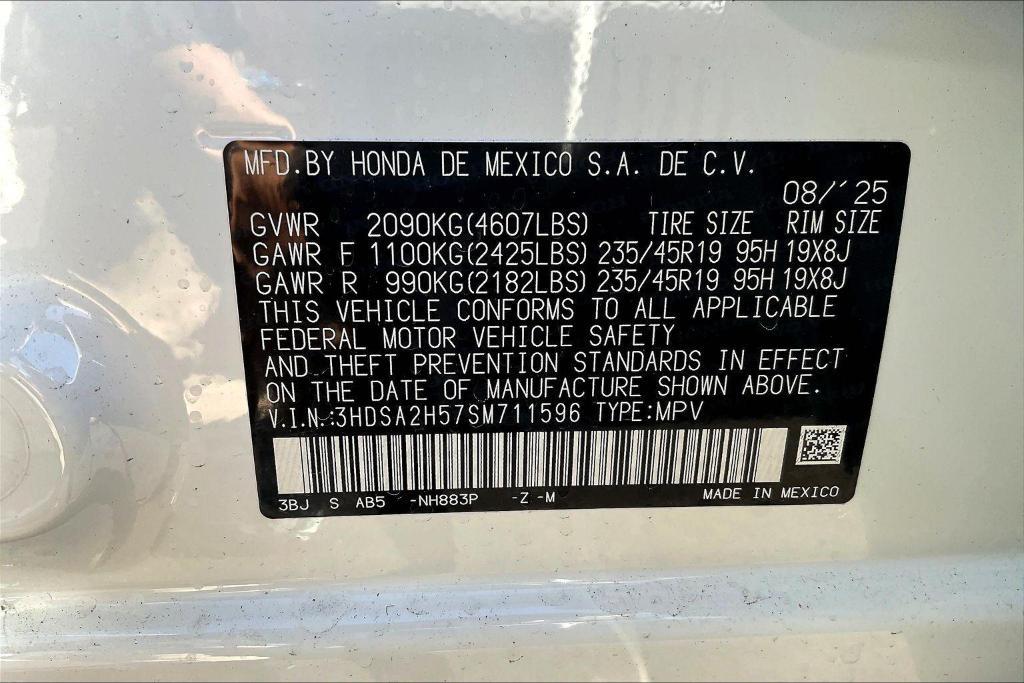 MFD. BY HONDA DE MEXICO S.A. DE C.V.
08/'25
GVWR 2090KG(4607LBS) TIRE SIZE RIM SIZE
GAWR F 1100KG(2425LBS) 235/45R19 95H 19X8J
GAWR R 990KG(2182LBS) 235/45R19 95H 19X8J
THIS VEHICLE CONFORMS TO ALL APPLICABLE
FEDERAL MOTOR VEHICLE SAFETY
AND THEFT PREVENTION STANDARDS IN EFFECT
ON THE DATE OF MANUFACTURE SHOWN ABOVE.
V.I.N.:3HDSA2H57SM711596 TYPE:MPV
3BJ S AB5 -NH883P -Z -M MADE IN MEXICO